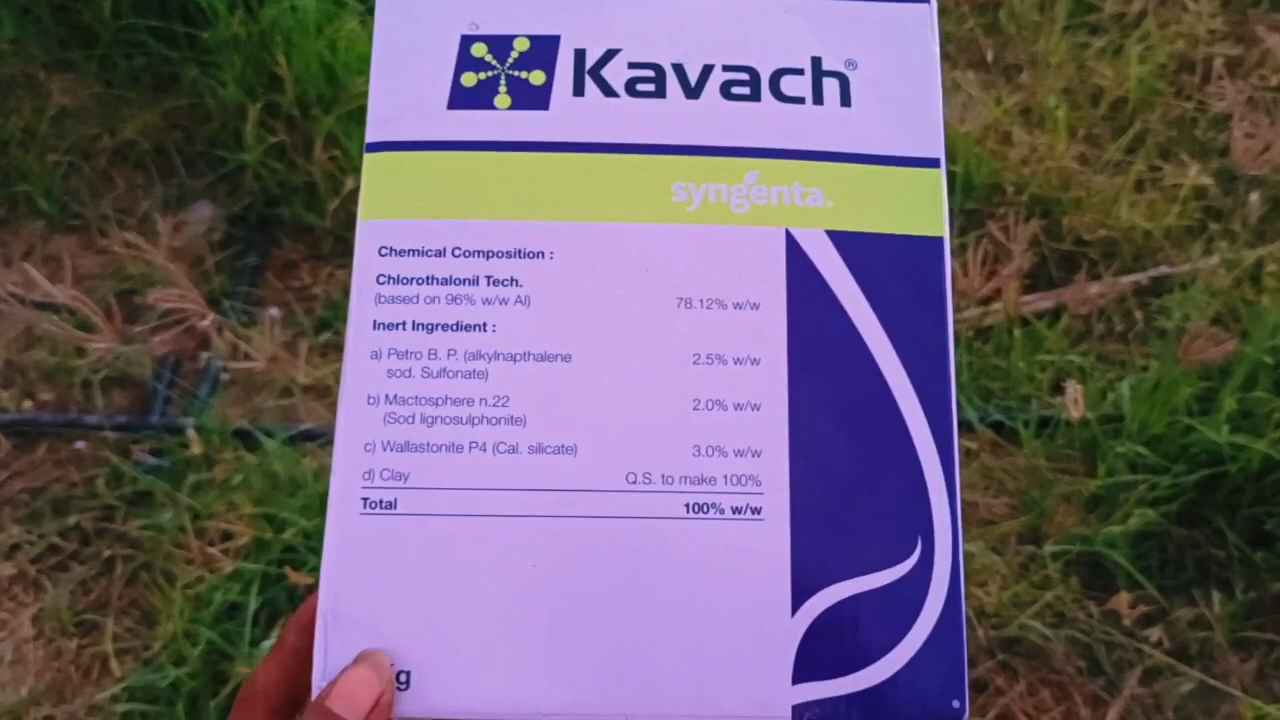 Kavach®
syngenta.
Chemical Composition :
Chlorothalonil Tech.
(based on 96% w/w AI) 78.12% w/w
Inert Ingredient :
a) Petro B. P. (alkylnapthalene 2.5% w/w
sod. Sulfonate)
b) Mactosphere n.22 2.0% w/w
(Sod lignosulphonite)
c) Wallastonite P4 (Cal. silicate) 3.0% w/w
d) Clay Q.S. to make 100%
Total 100% w/w